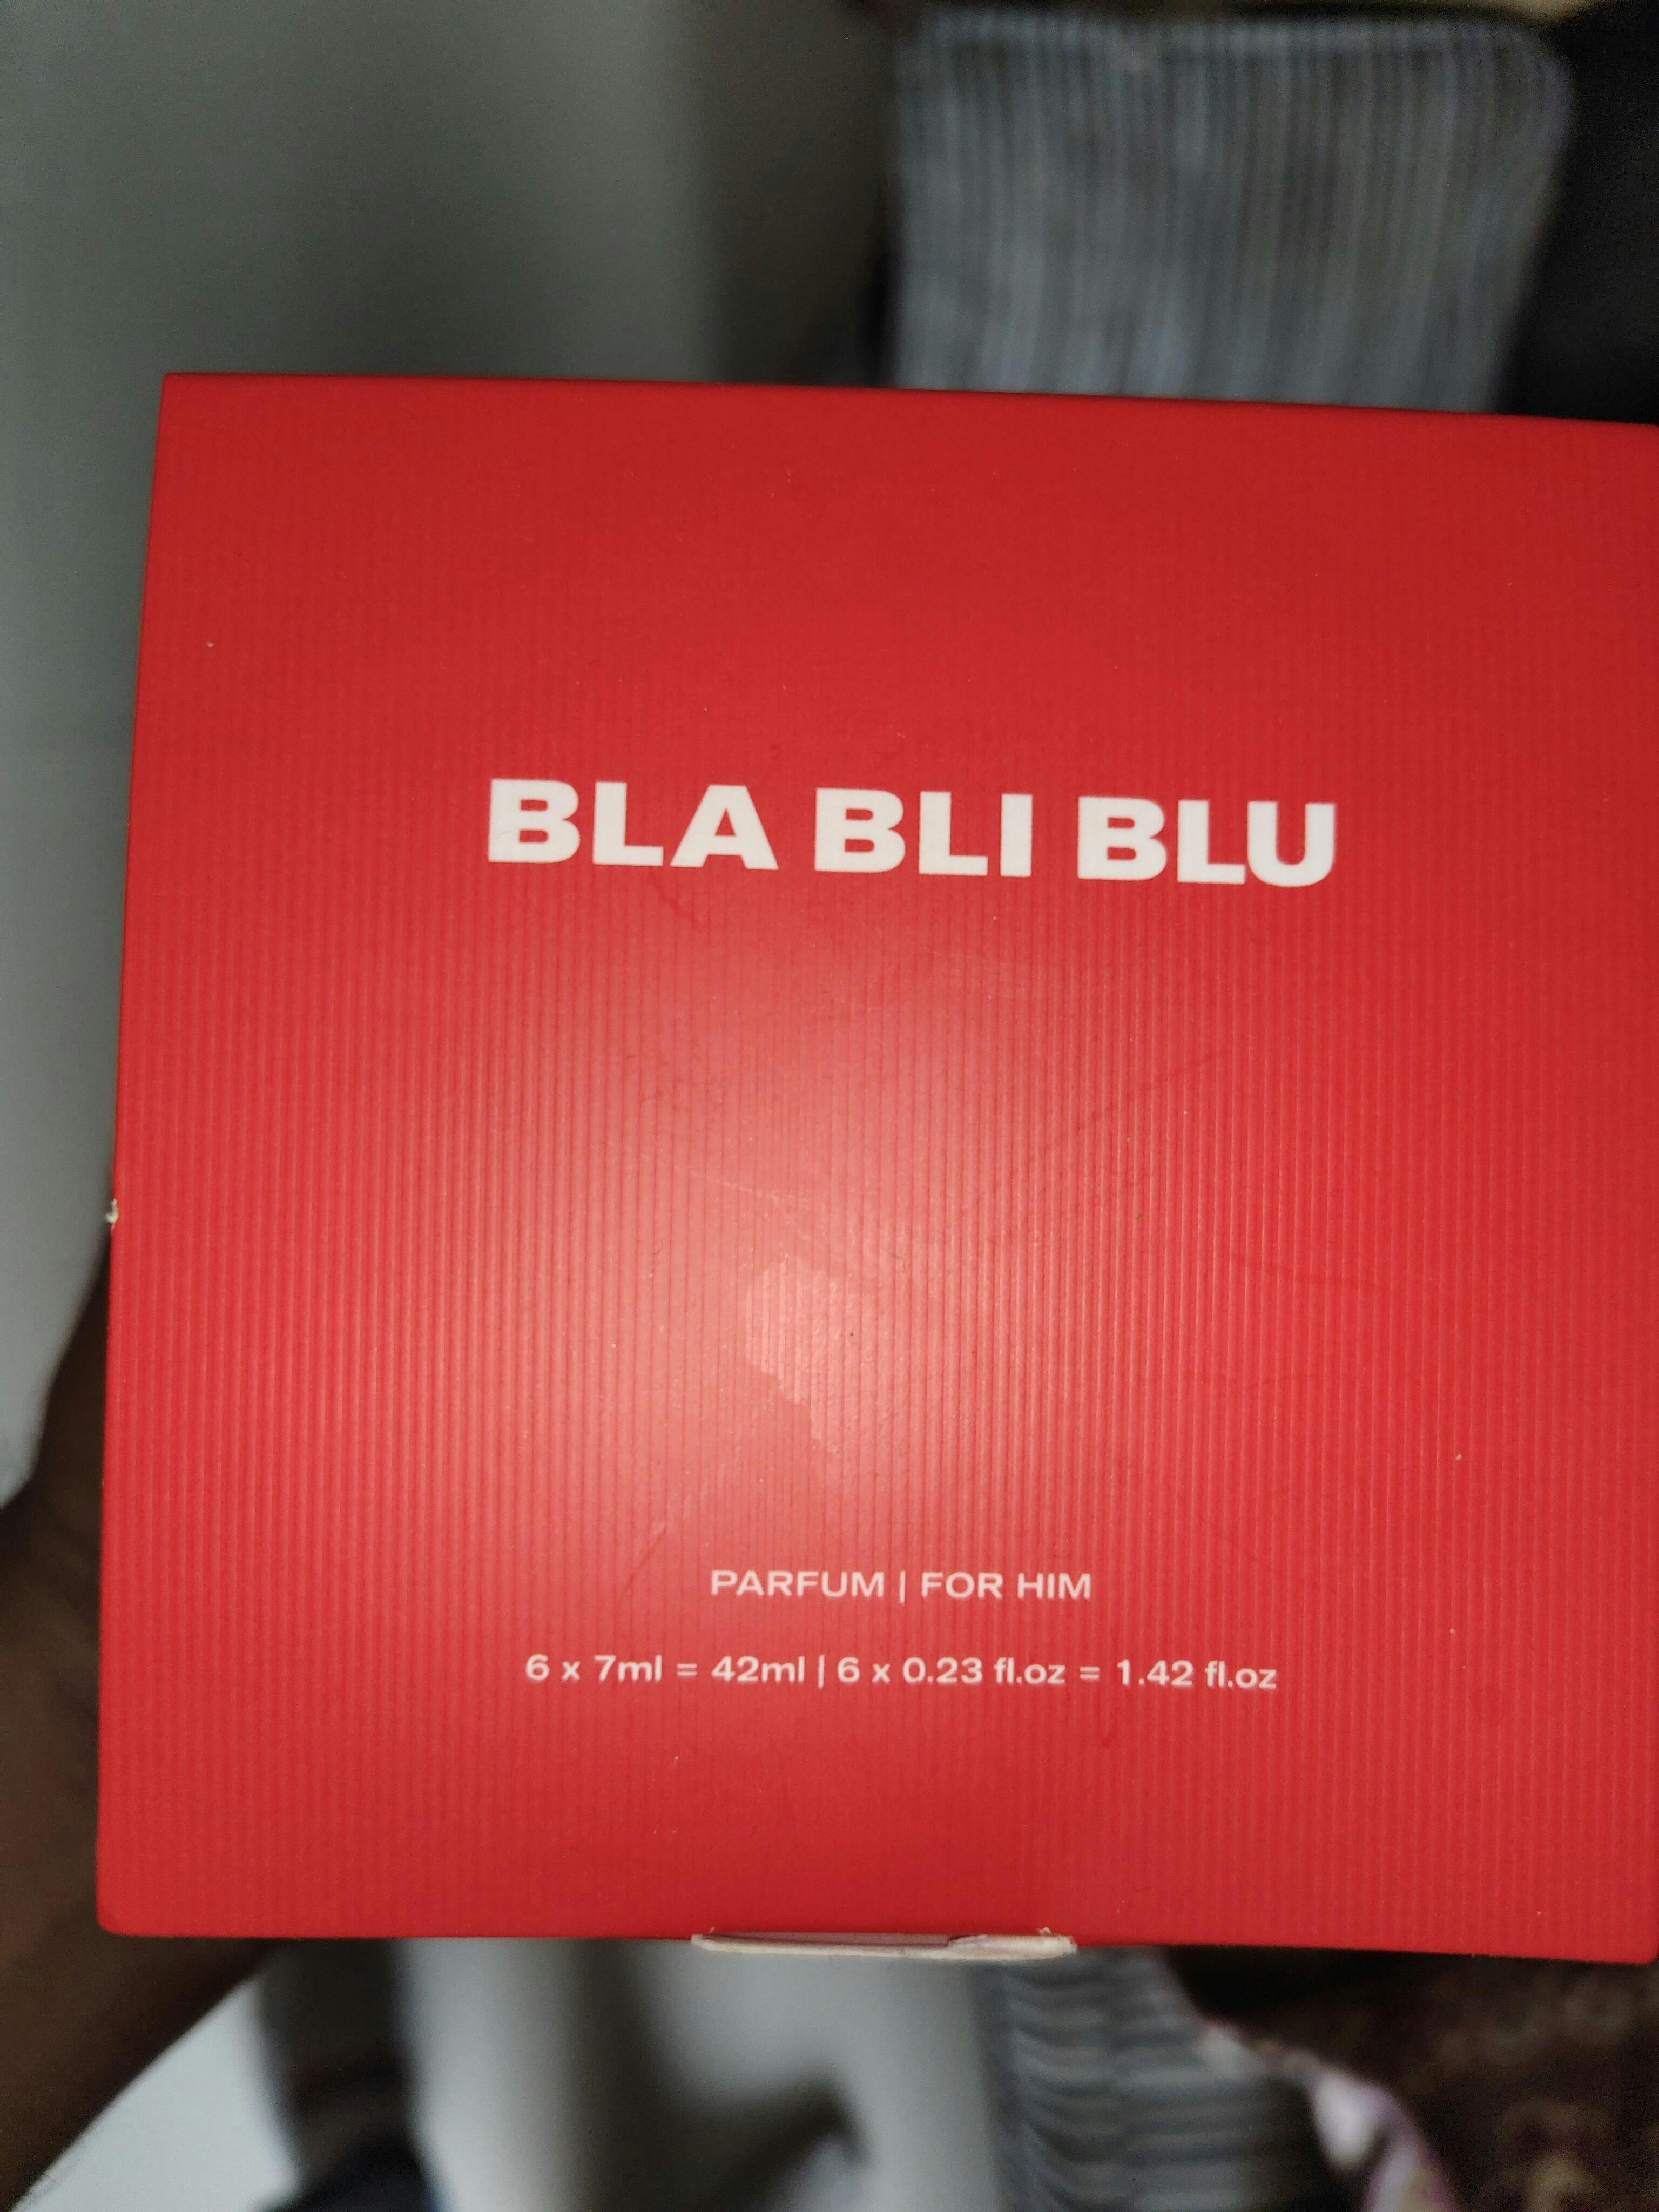 BLA BLI BLU
PARFUM | FOR HIM
6 x 7ml = 42ml | 6 x 0.23 fl.oz = 1.42 fl.oz